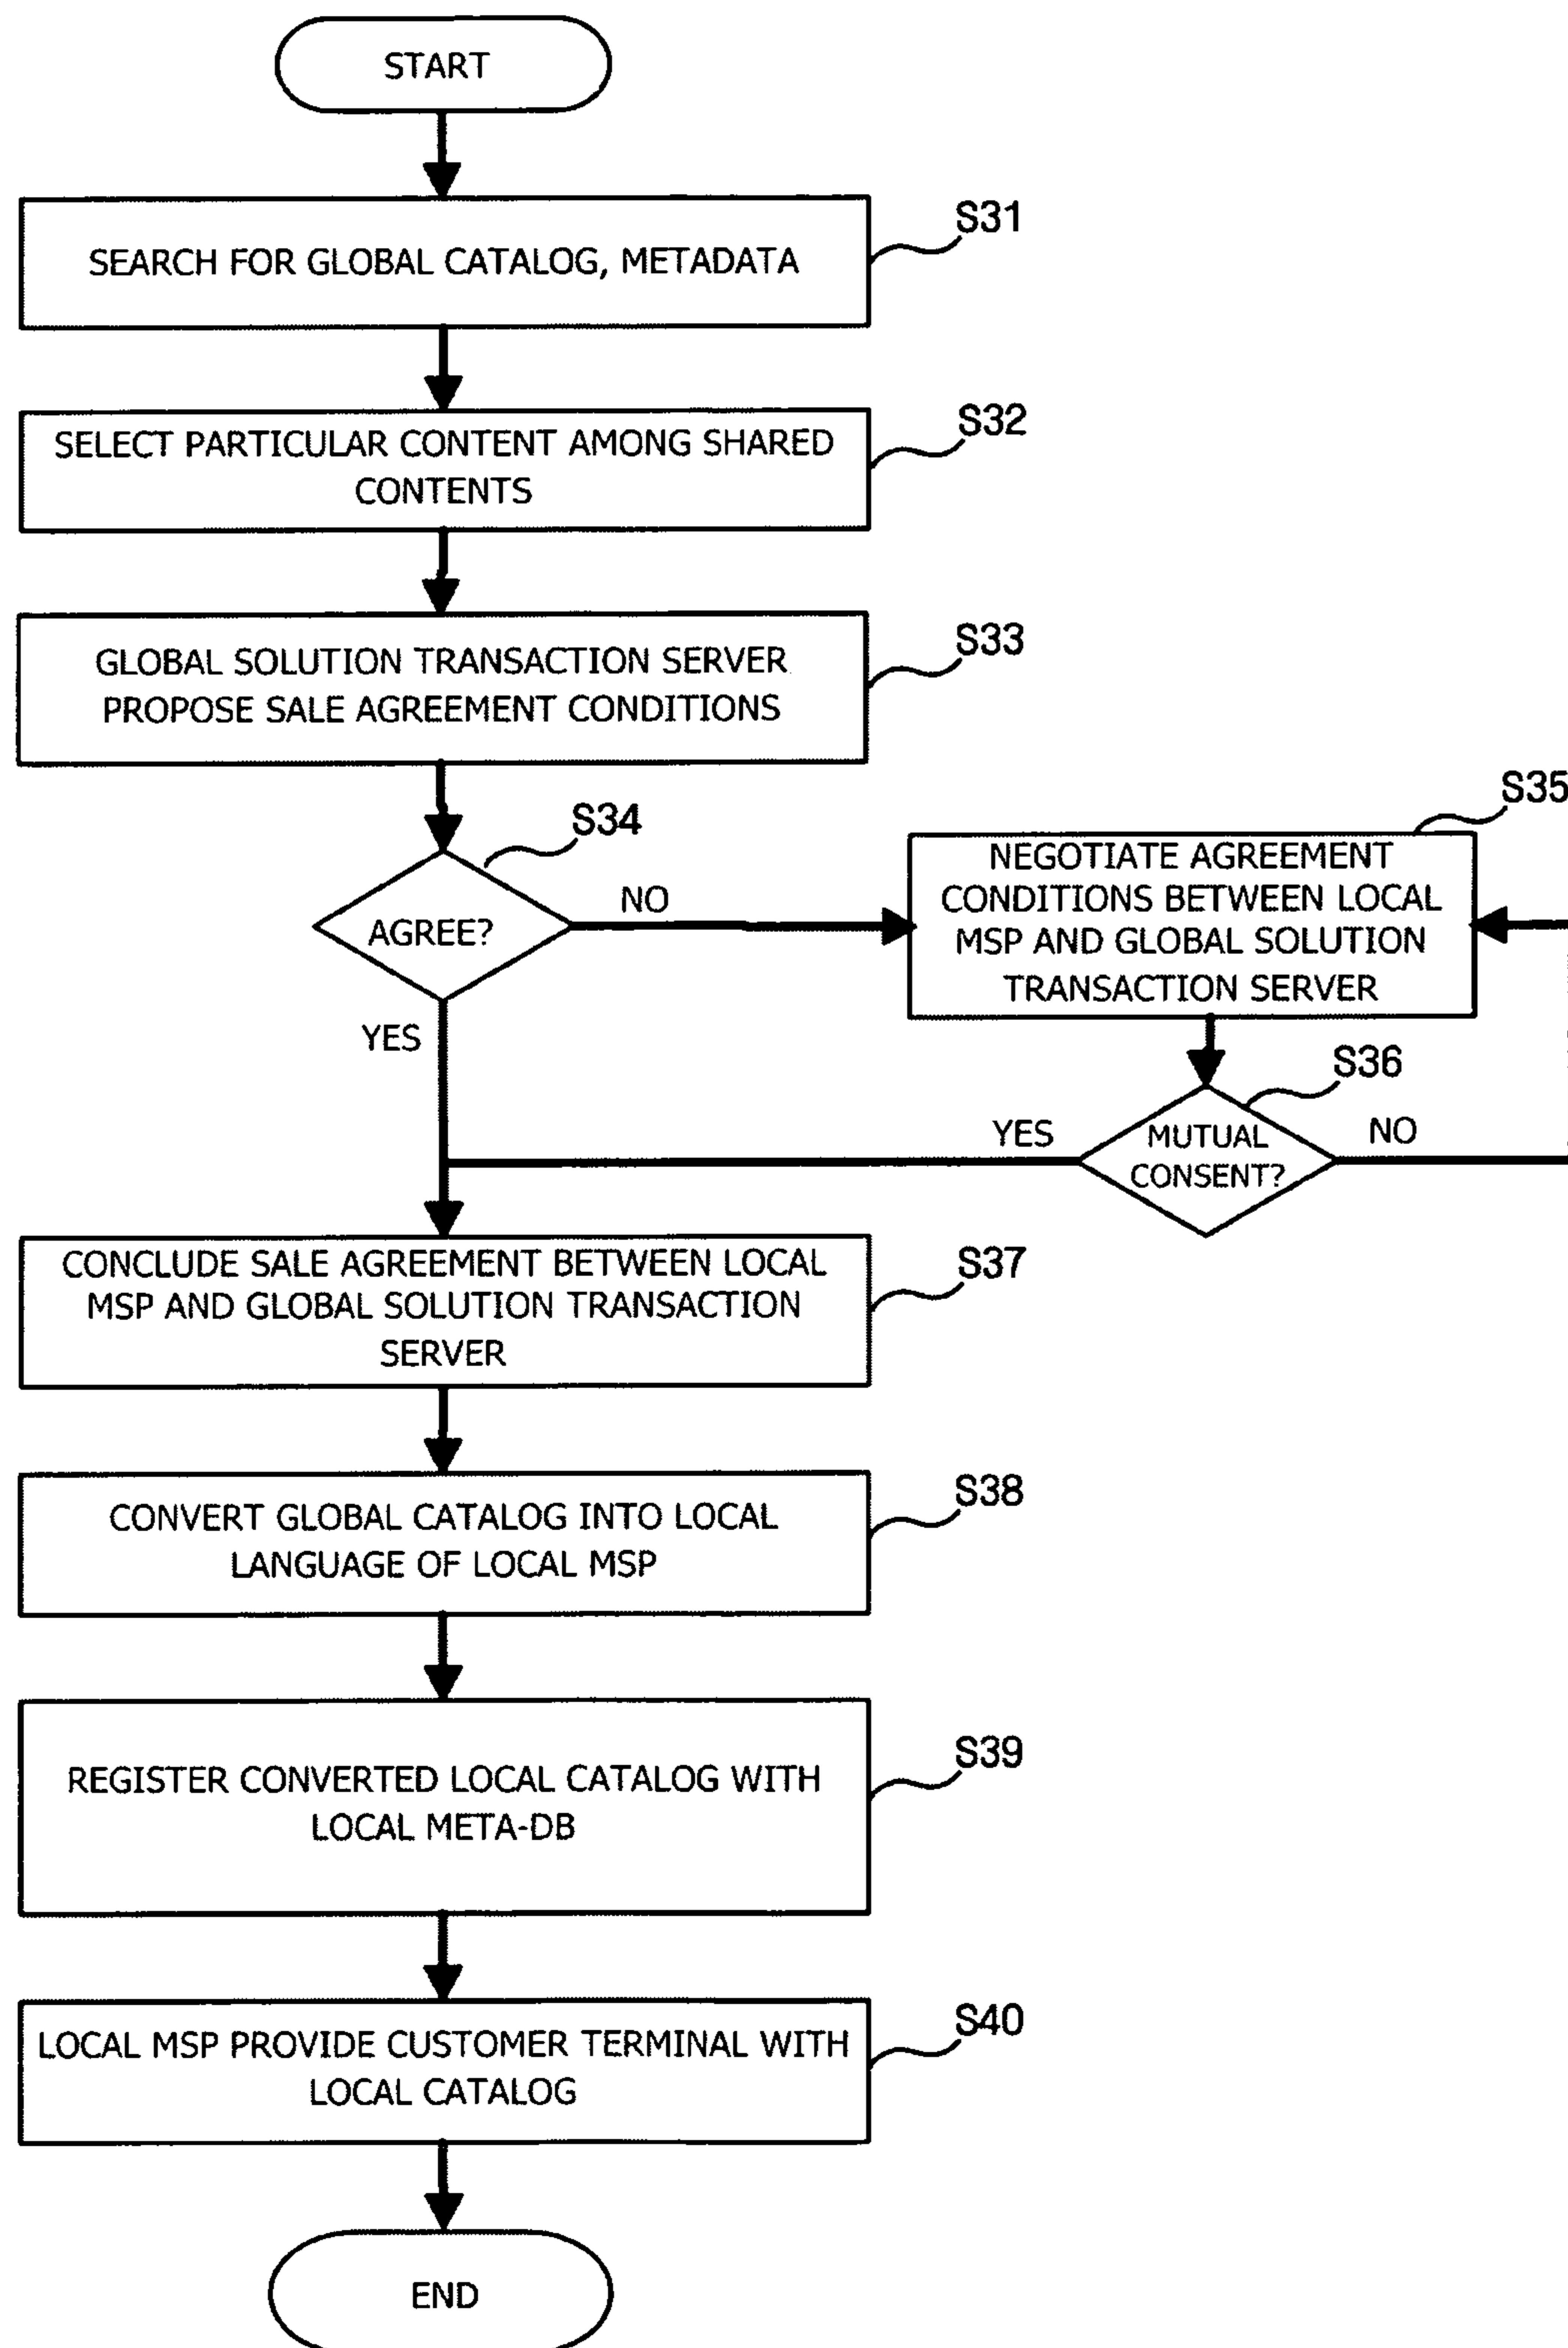 START
SEARCH FOR GLOBAL CATALOG, METADATA
S31
SELECT PARTICULAR CONTENT AMONG SHARED
CONTENTS
S32
GLOBAL SOLUTION TRANSACTION SERVER
PROPOSE SALE AGREEMENT CONDITIONS
S33
AGREE?
S34
NO
YES
NEGOTIATE AGREEMENT
CONDITIONS BETWEEN LOCAL
MSP AND GLOBAL SOLUTION
TRANSACTION SERVER
S35
MUTUAL
CONSENT?
S36
YES
NO
CONCLUDE SALE AGREEMENT BETWEEN LOCAL
MSP AND GLOBAL SOLUTION TRANSACTION
SERVER
S37
CONVERT GLOBAL CATALOG INTO LOCAL
LANGUAGE OF LOCAL MSP
S38
REGISTER CONVERTED LOCAL CATALOG WITH
LOCAL META-DB
S39
LOCAL MSP PROVIDE CUSTOMER TERMINAL WITH
LOCAL CATALOG
S40
END